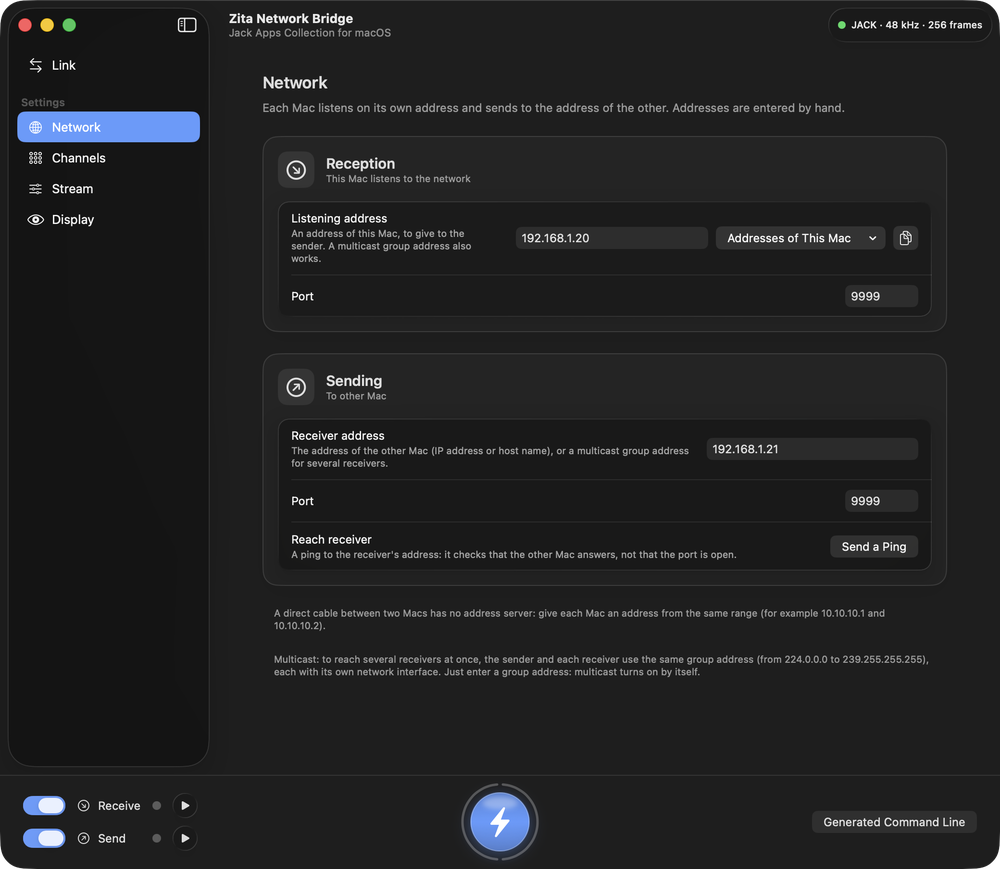 Zita Network Bridge
Jack Apps Collection for macOS
JACK · 48 kHz · 256 frames
Link
Settings
Network
Channels
Stream
Display
Network
Each Mac listens on its own address and sends to the address of the other. Addresses are entered by hand.
Reception
This Mac listens to the network
Listening address
An address of this Mac, to give to the
sender. A multicast group address also
works.
192.168.1.20
Addresses of This Mac
Port
9999
Sending
To other Mac
Receiver address
The address of the other Mac (IP address or host name), or a multicast group address
for several receivers.
192.168.1.21
Port
9999
Reach receiver
A ping to the receiver's address: it checks that the other Mac answers, not that the port is open.
Send a Ping
A direct cable between two Macs has no address server: give each Mac an address from the same range (for example 10.10.10.1 and
10.10.10.2).
Multicast: to reach several receivers at once, the sender and each receiver use the same group address (from 224.0.0.0 to 239.255.255.255),
each with its own network interface. Just enter a group address: multicast turns on by itself.
Receive
Send
Generated Command Line